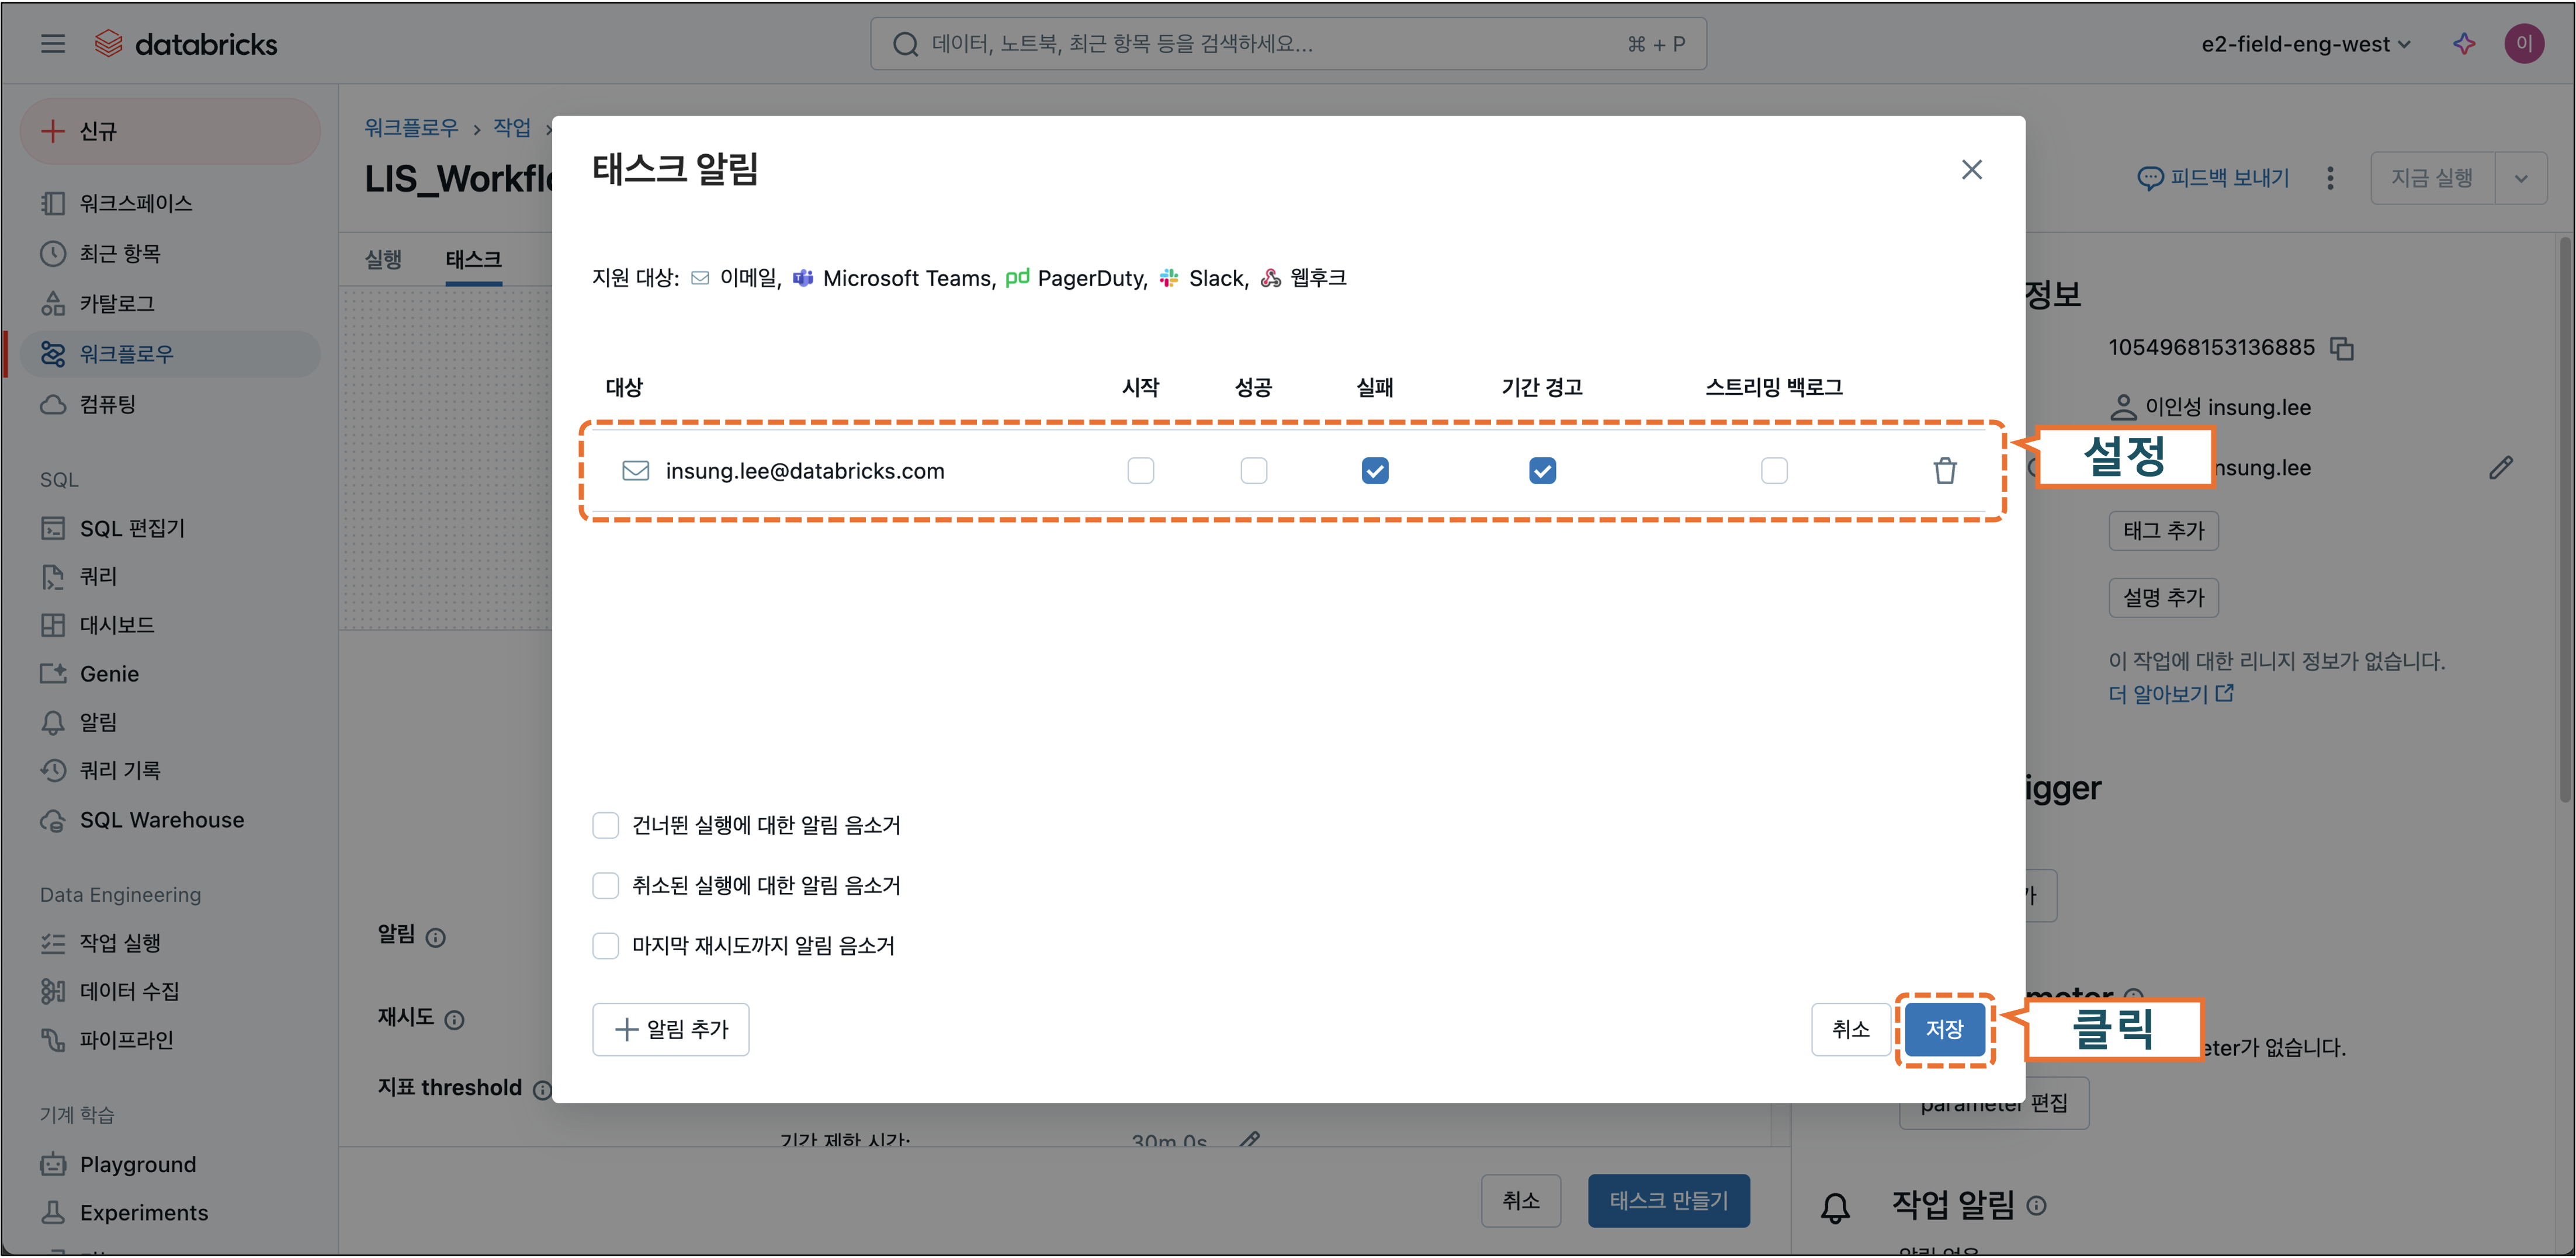 databricks
데이터, 노트북, 최근 항목 등을 검색하세요...
⌘ + P
e2-field-eng-west
이
신규
워크스페이스
최근 항목
카탈로그
워크플로우
컴퓨팅
SQL
SQL 편집기
쿼리
대시보드
Genie
알림
쿼리 기록
SQL Warehouse
Data Engineering
작업 실행
데이터 수집
파이프라인
기계 학습
Playground
Experiments
워크플로우 › 작업 ›
LIS_Workflo
피드백 보내기
지금 실행
실행
태스크
태스크 알림
지원 대상: 이메일, Microsoft Teams, PagerDuty, Slack, 웹후크
대상 시작 성공 실패 기간 경고 스트리밍 백로그
insung.lee@databricks.com
설정
건너뛴 실행에 대한 알림 음소거
취소된 실행에 대한 알림 음소거
마지막 재시도까지 알림 음소거
알림 추가
취소
저장
클릭
알림
재시도
지표 threshold
기간 제한 시간:
30m 0s
취소
태스크 만들기
정보
1054968153136885
이인성 insung.lee
nsung.lee
태그 추가
설명 추가
이 작업에 대한 리니지 정보가 없습니다.
더 알아보기
igger
가
meter
eter가 없습니다.
parameter 편집
작업 알림
알림 없음